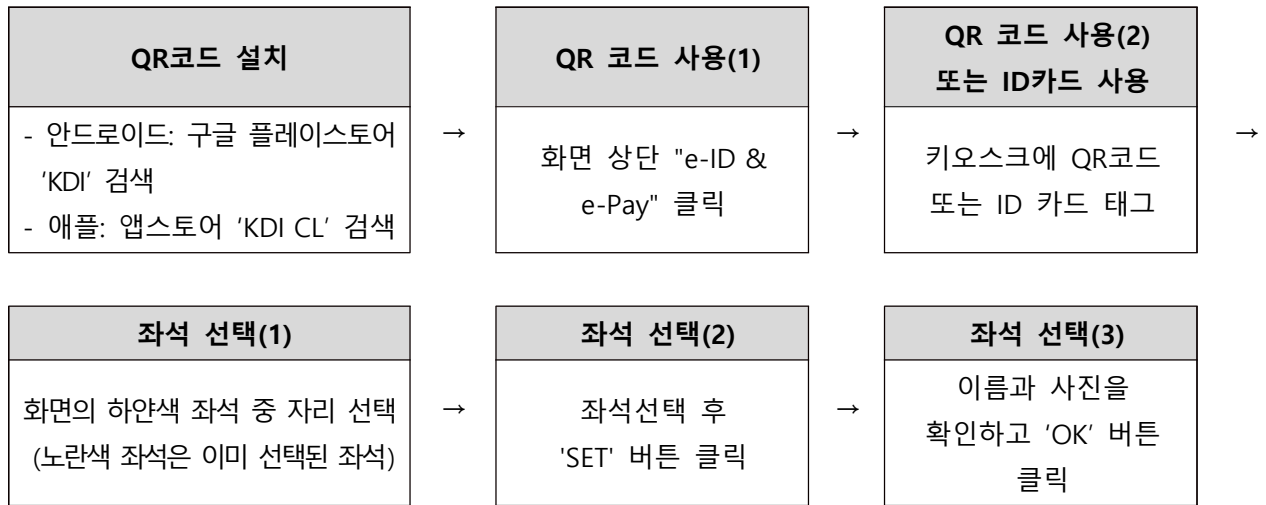 QR코드 설치
- 안드로이드: 구글 플레이스토어
'KDI' 검색
- 애플: 앱스토어 'KDI CL' 검색
→
QR 코드 사용(1)
화면 상단 "e-ID &
e-Pay" 클릭
→
QR 코드 사용(2)
또는 ID카드 사용
키오스크에 QR코드
또는 ID 카드 태그
→
좌석 선택(1)
화면의 하얀색 좌석 중 자리 선택
(노란색 좌석은 이미 선택된 좌석)
→
좌석 선택(2)
좌석선택 후
'SET' 버튼 클릭
→
좌석 선택(3)
이름과 사진을
확인하고 'OK' 버튼
클릭